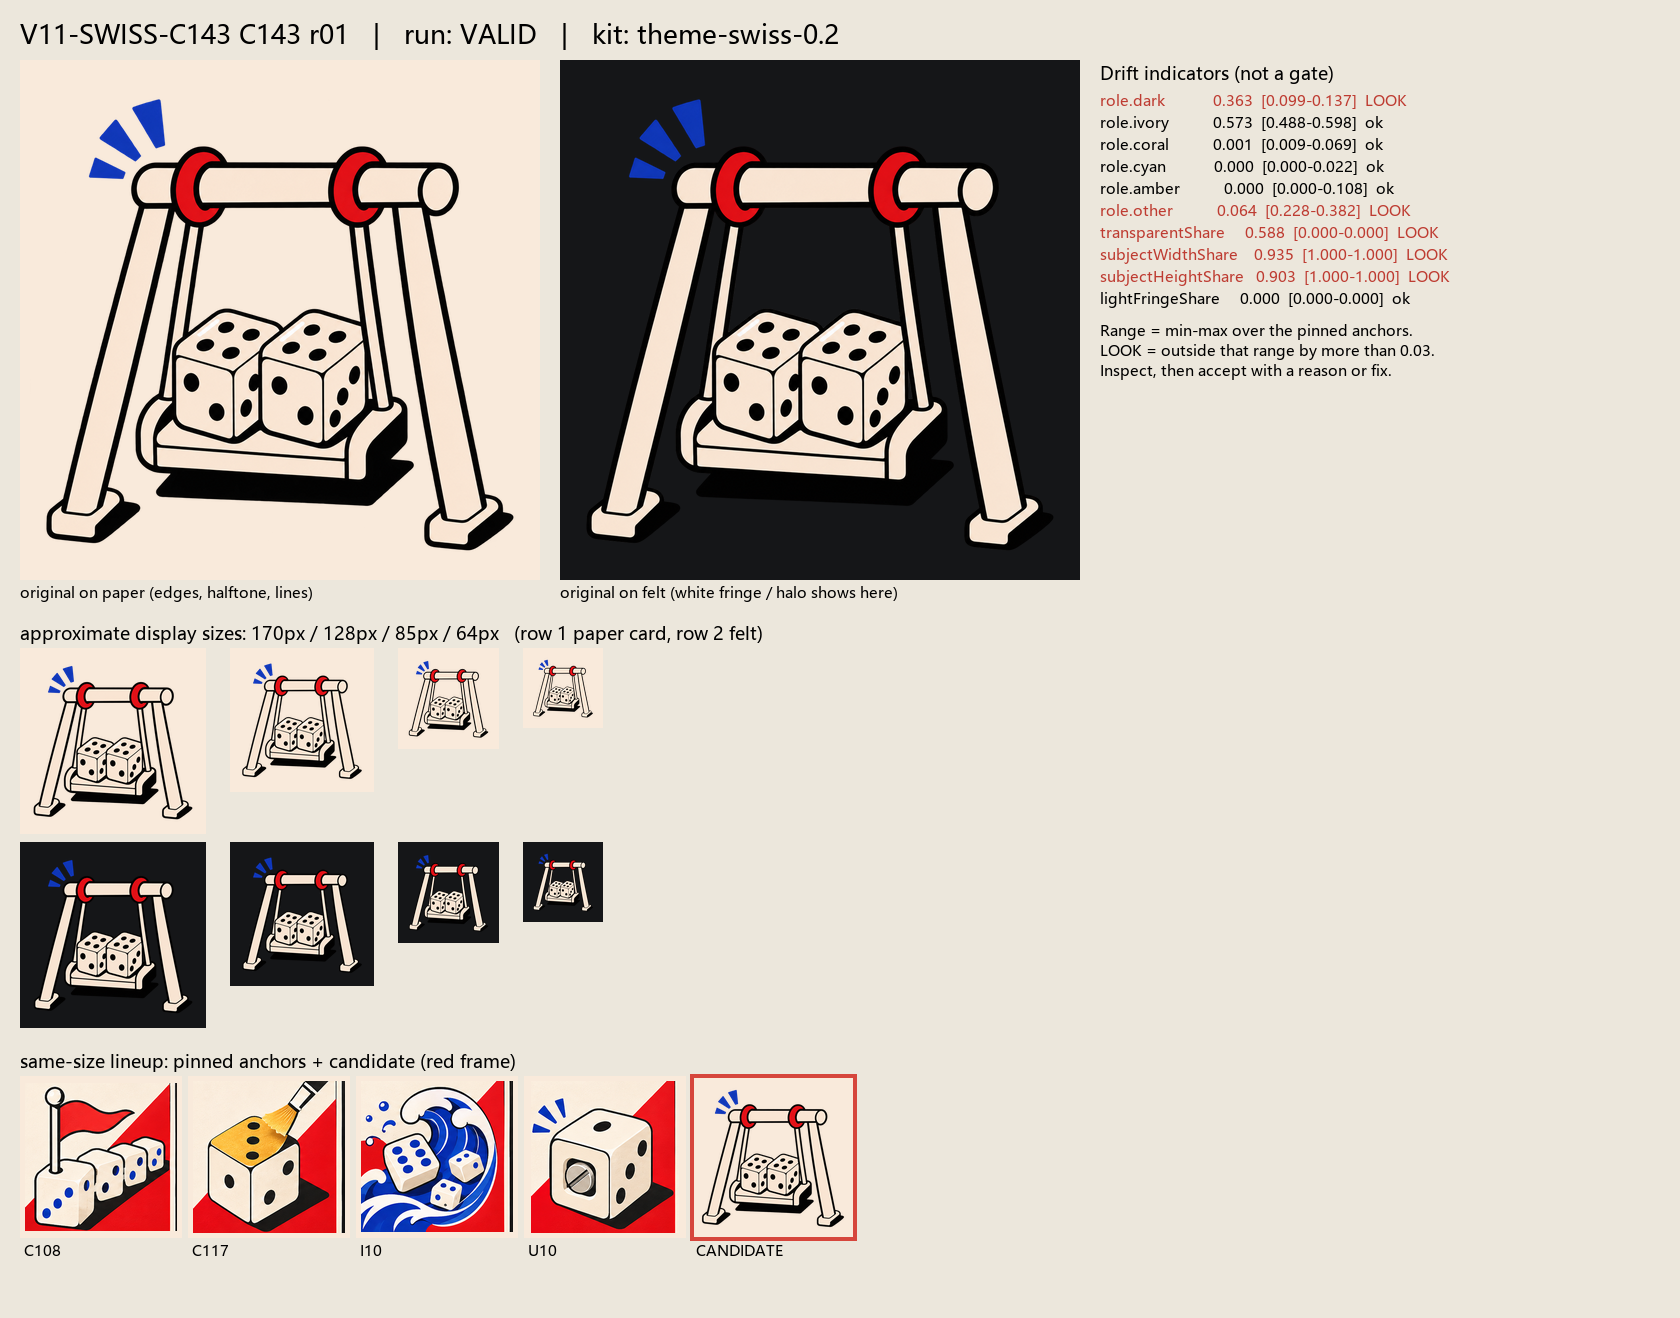 V11-SWISS-C143 C143 r01 | run: VALID | kit: theme-swiss-0.2
Drift indicators (not a gate)
role.dark 0.363 [0.099-0.137] LOOK
role.ivory 0.573 [0.488-0.598] ok
role.coral 0.001 [0.009-0.069] ok
role.cyan 0.000 [0.000-0.022] ok
role.amber 0.000 [0.000-0.108] ok
role.other 0.064 [0.228-0.382] LOOK
transparentShare 0.588 [0.000-0.000] LOOK
subjectWidthShare 0.935 [1.000-1.000] LOOK
subjectHeightShare 0.903 [1.000-1.000] LOOK
lightFringeShare 0.000 [0.000-0.000] ok
Range = min-max over the pinned anchors.
LOOK = outside that range by more than 0.03.
Inspect, then accept with a reason or fix.
original on paper (edges, halftone, lines)
original on felt (white fringe / halo shows here)
approximate display sizes: 170px / 128px / 85px / 64px (row 1 paper card, row 2 felt)
same-size lineup: pinned anchors + candidate (red frame)
C108
C117
I10
U10
CANDIDATE